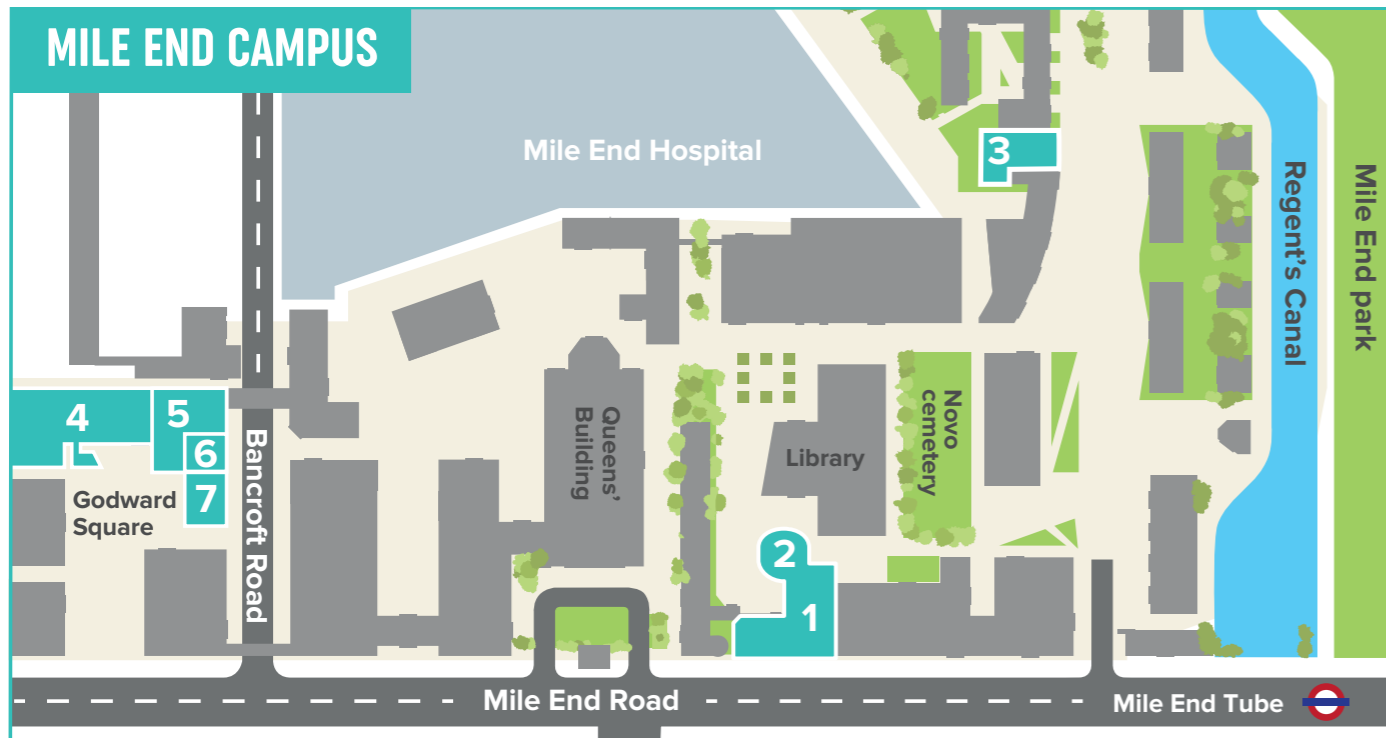 MILE END CAMPUS
Mile End Hospital
3
Regent's Canal
Mile End park
4
5
6
7
Godward
Square
Bancroft Road
Queens'
Building
Library
Novo
cemetery
2
1
Mile End Road
Mile End Tube